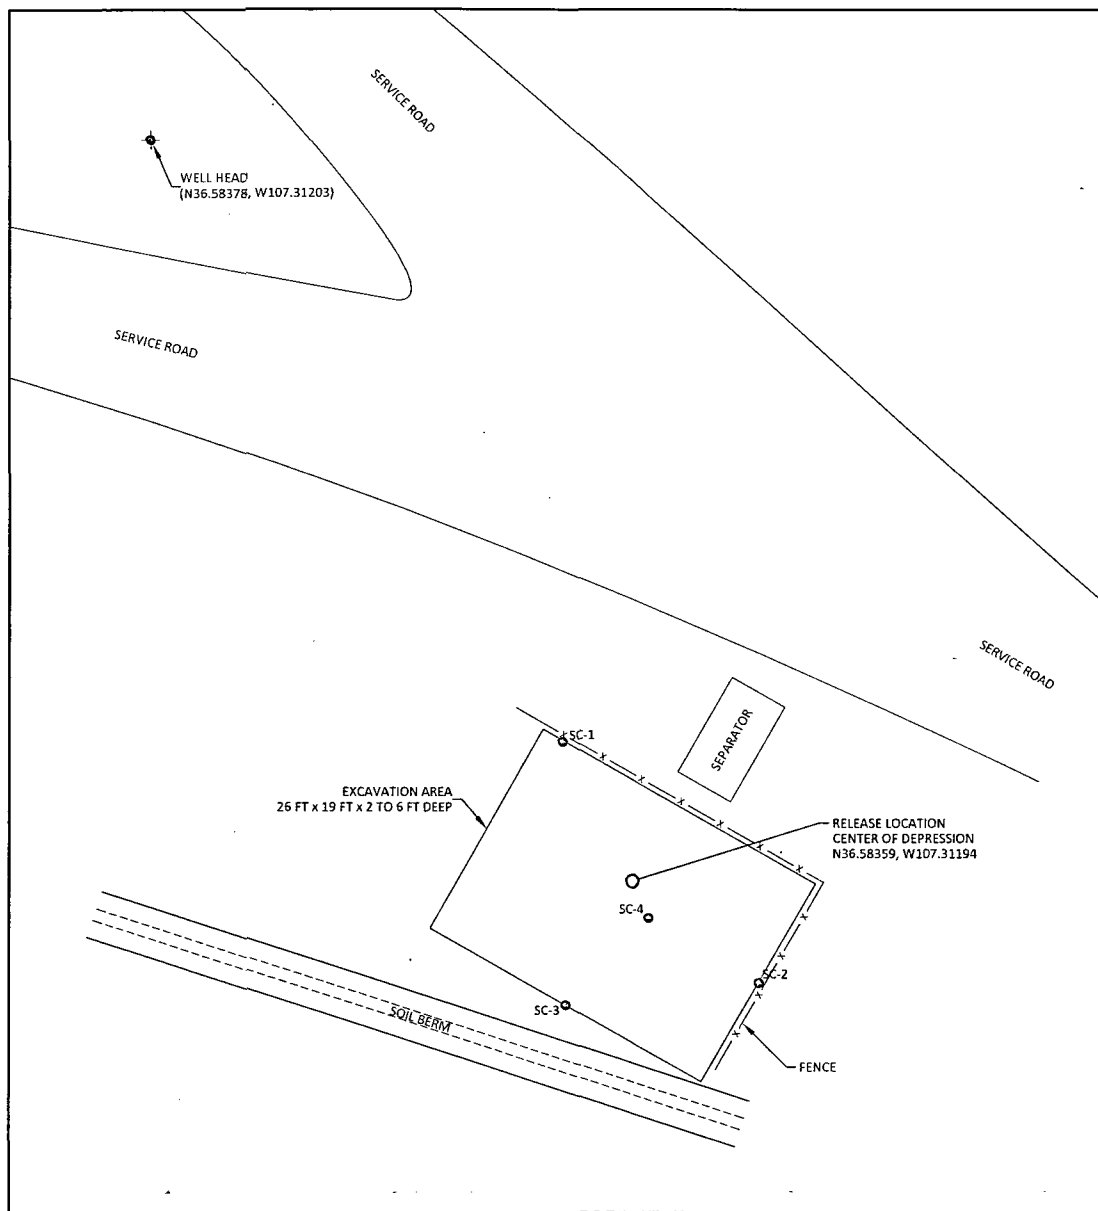 SERVICE ROAD
WELL HEAD
(N36.58378, W107.31203)
SERVICE ROAD
SERVICE ROAD
SEPARATOR
SC-1
EXCAVATION AREA
26 FT x 19 FT x 2 TO 6 FT DEEP
RELEASE LOCATION
CENTER OF DEPRESSION
N36.58359, W107.31194
SC-4
SC-2
SC-3
SOIL BERM
FENCE